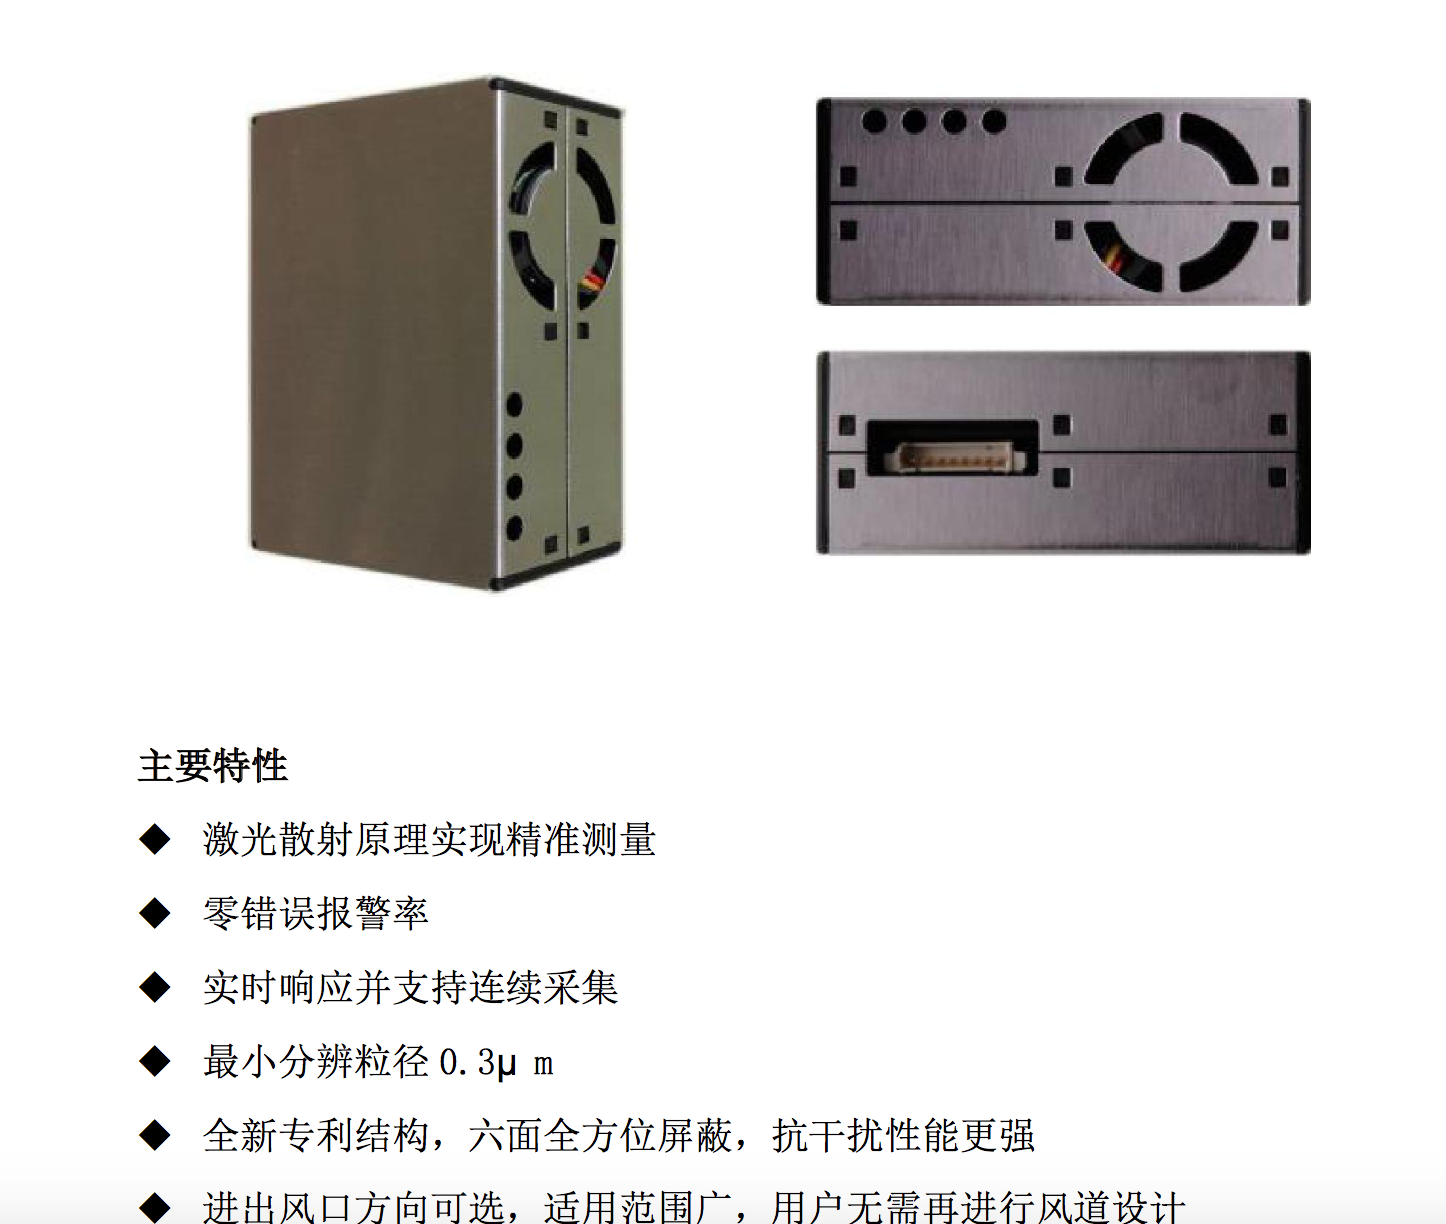 主要特性
◆ 激光散射原理实现精准测量
◆ 零错误报警率
◆ 实时响应并支持连续采集
◆ 最小分辨粒径 0.3μ m
◆ 全新专利结构，六面全方位屏蔽，抗干扰性能更强
◆ 进出风口方向可选，适用范围广，用户无需再进行风道设计